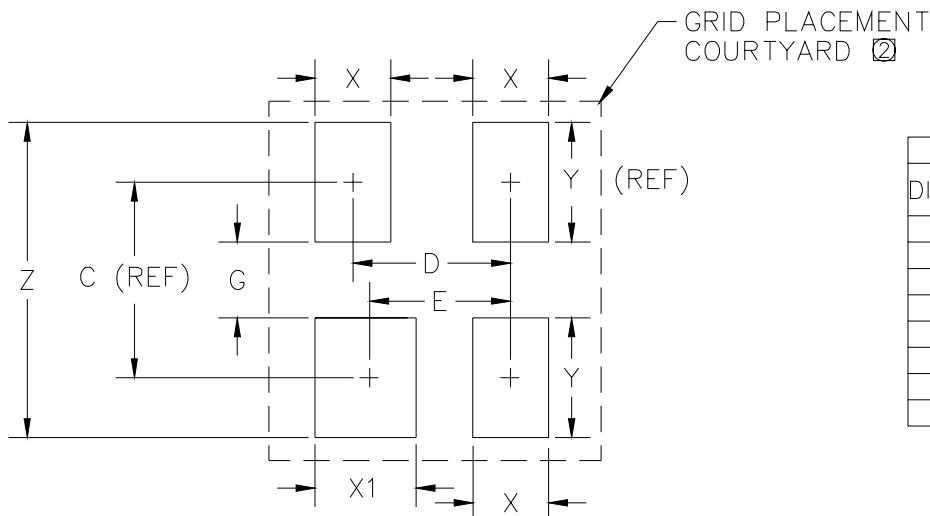 GRID PLACEMENT
COURTYARD 2
X
X
Y (REF)
DI
D
Z
C (REF)
G
E
Y
X1
X